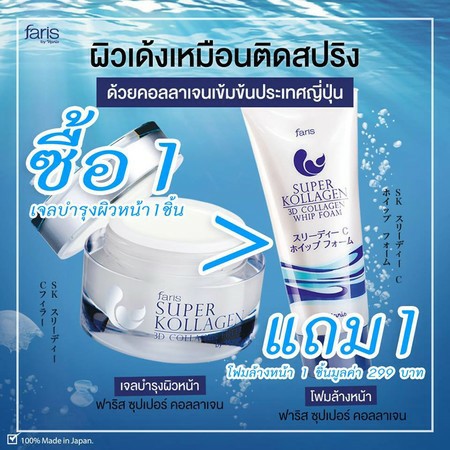 faris
by Naris
ผิวเด้งเหมือนติดสปริง
ด้วยคอลลาเจนเข้มข้นประเทศญี่ปุ่น
ซื้อ 1
เจลบำรุงผิวหน้า 1 ชิ้น
>
faris
SUPER
KOLLAGEN
3D COLLAGEN
WHIP FOAM
スリーディー C
ホイップ フォーム
SK スリーディー C
ホイップ フォーム
faris
SUPER
KOLLAGEN
3D COLLAGEN
SK スリーディー
Cフィラー
แถม 1
โฟมล้างหน้า 1 ชิ้นมูลค่า 299 บาท
เจลบำรุงผิวหน้า
ฟาริส ซุปเปอร์ คอลลาเจน
โฟมล้างหน้า
ฟาริส ซุปเปอร์ คอลลาเจน
100% Made in Japan.